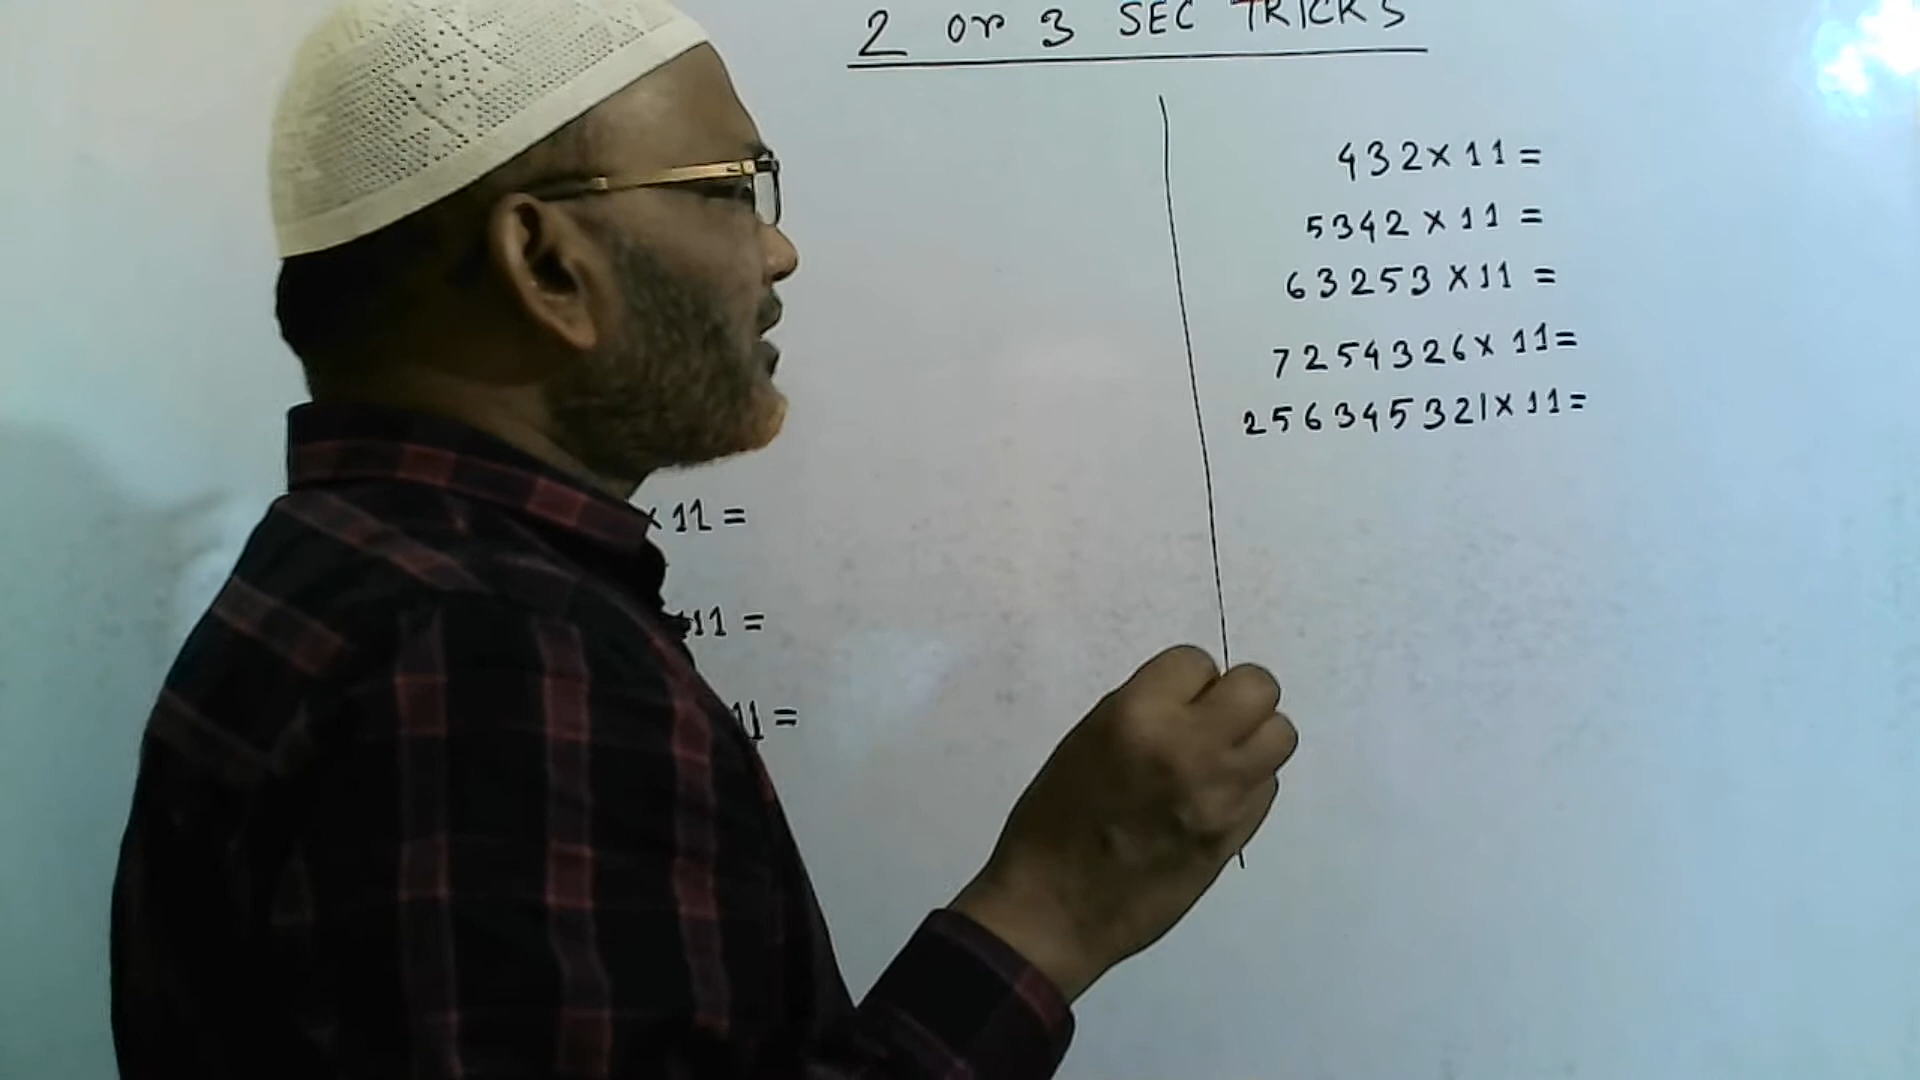 2 or 3 SEC TRICKS
432 × 11 =
5342 × 11 =
63253 × 11 =
7254326 × 11 =
256345321 × 11 =
× 11 =
11 =
11 =